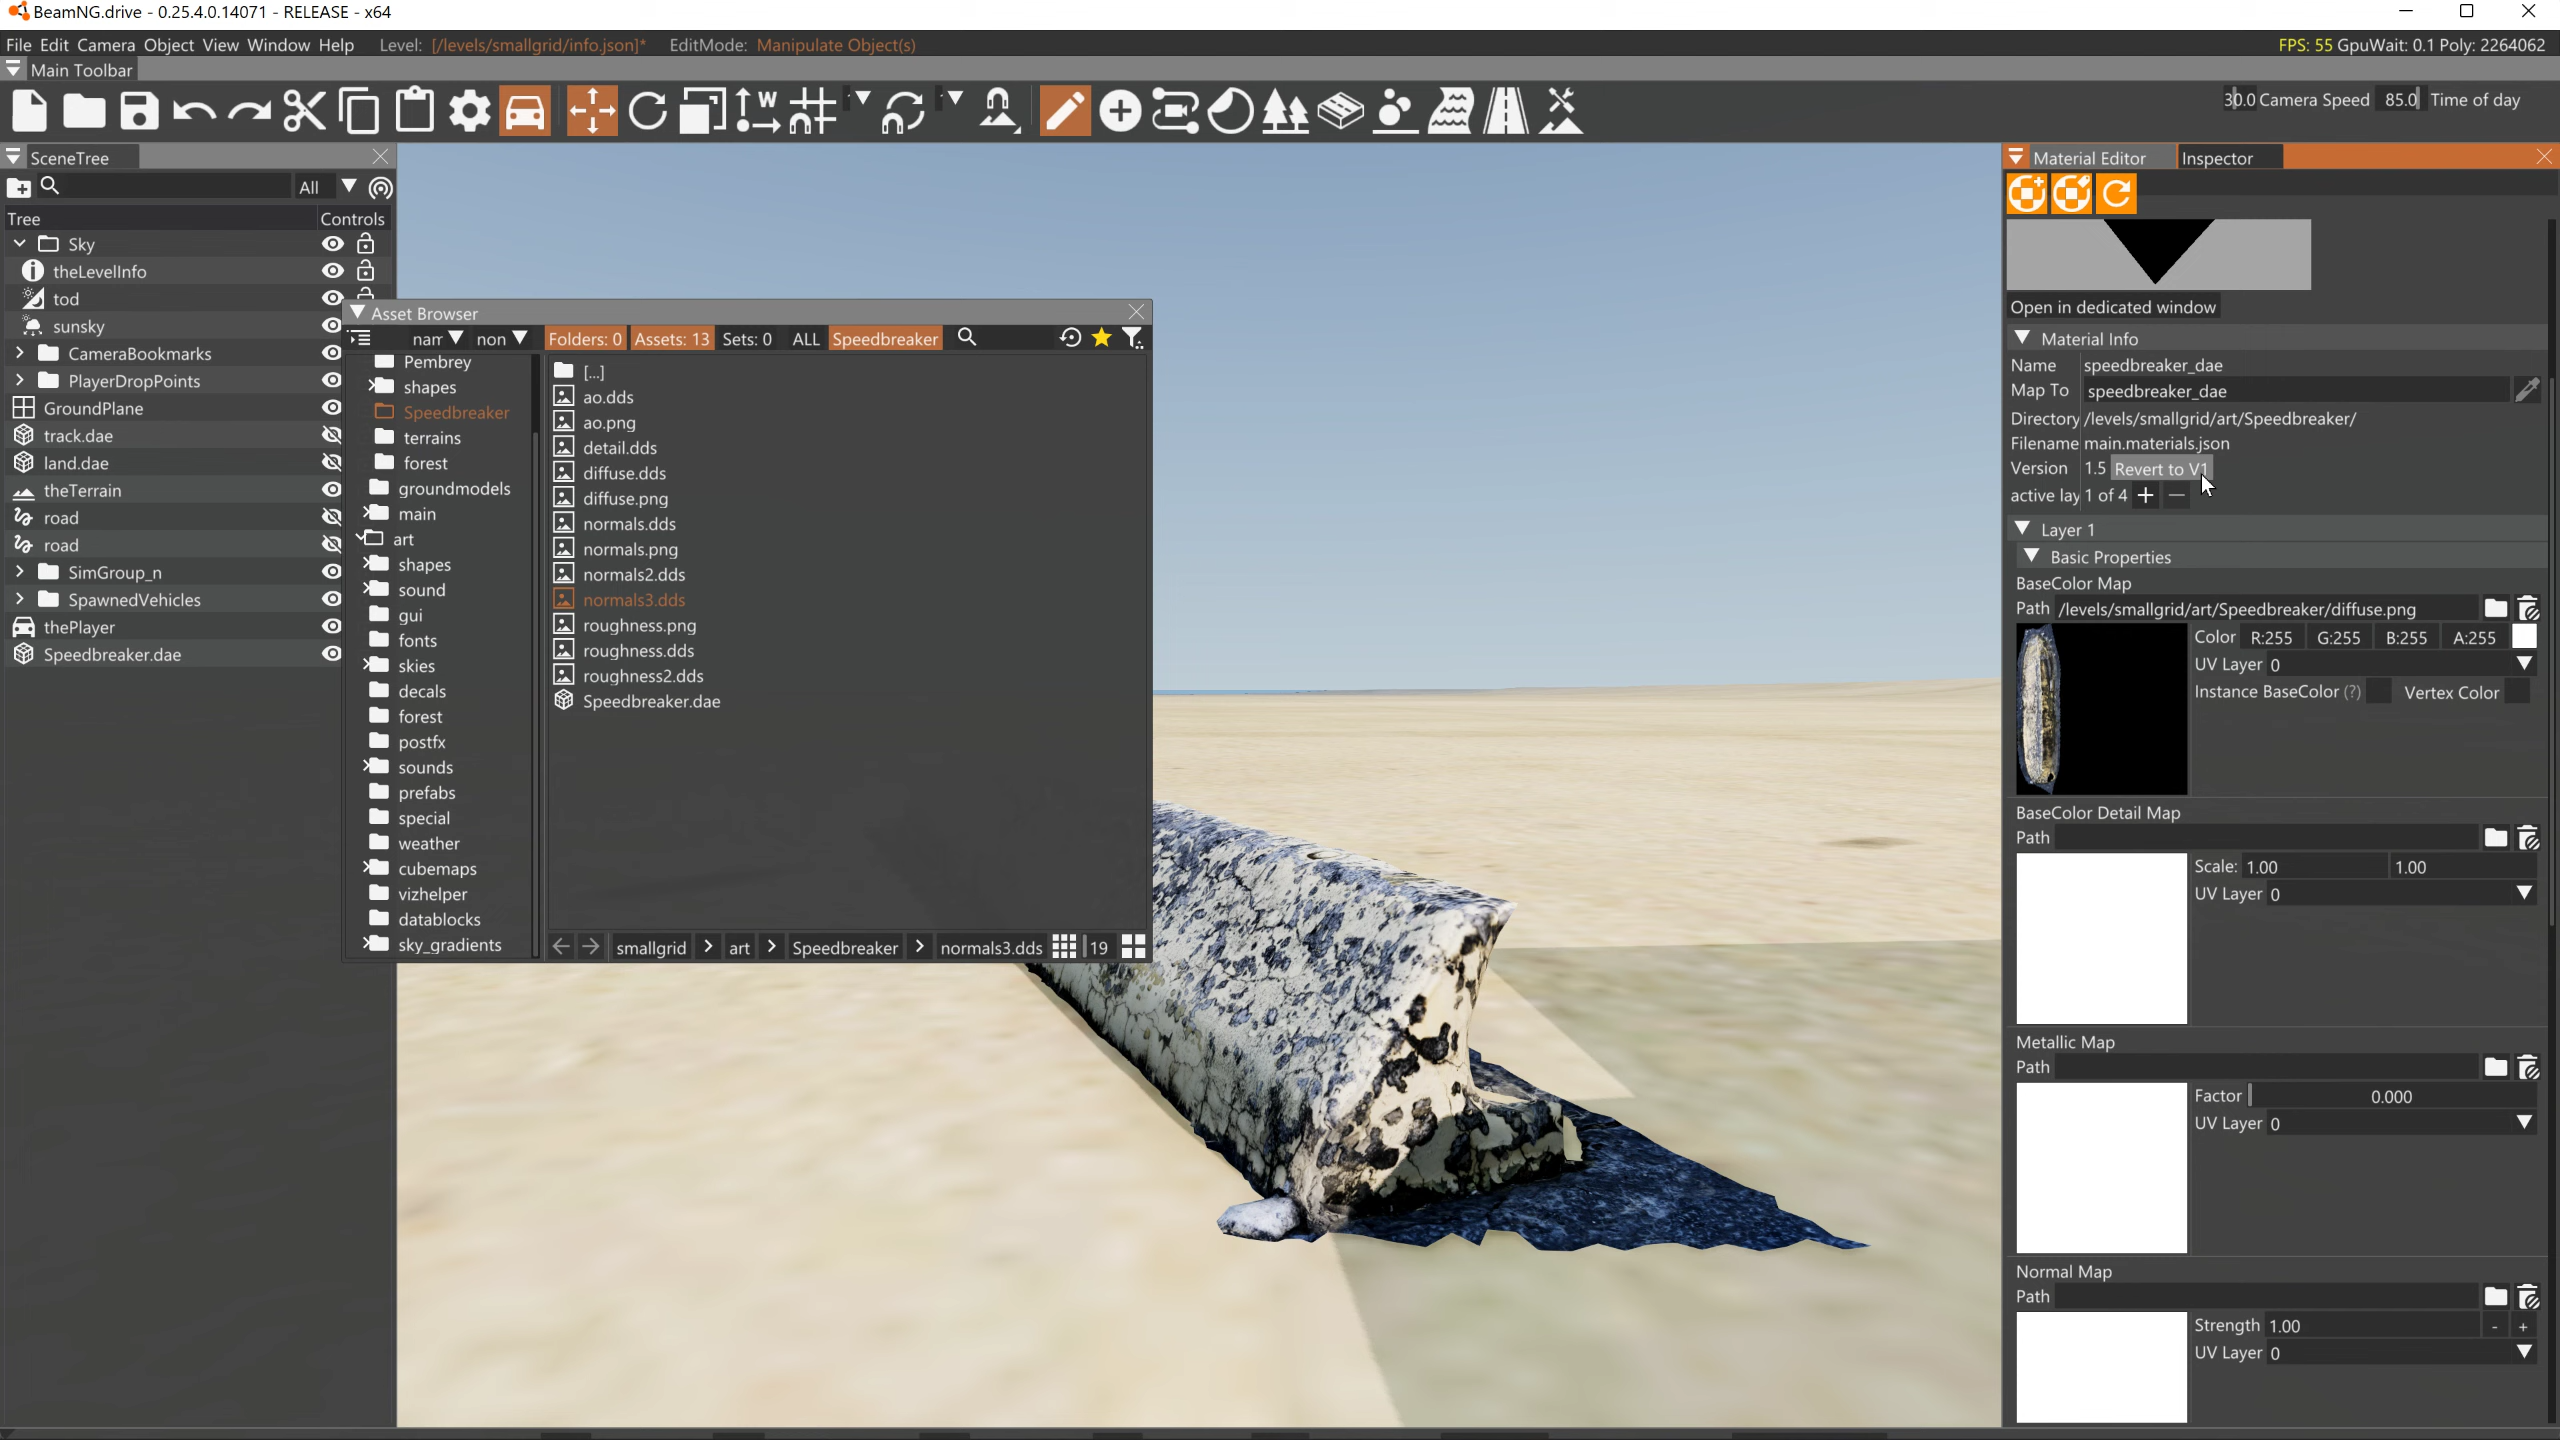 BeamNG.drive - 0.25.4.0.14071 - RELEASE - x64
File Edit Camera Object View Window Help Level: [/levels/smallgrid/info.json]* EditMode: Manipulate Object(s)
FPS: 55 GpuWait: 0.1 Poly: 2264062
Main Toolbar
W
30.0 Camera Speed 85.0 Time of day
SceneTree
All
Tree Controls
Sky
theLevelInfo
tod
sunsky
CameraBookmarks
PlayerDropPoints
GroundPlane
track.dae
land.dae
theTerrain
road
road
SimGroup_n
SpawnedVehicles
thePlayer
Speedbreaker.dae
Asset Browser
nar non Folders: 0 Assets: 13 Sets: 0 ALL Speedbreaker
Pembrey
shapes
Speedbreaker
terrains
forest
groundmodels
main
art
shapes
sound
gui
fonts
skies
decals
forest
postfx
sounds
prefabs
special
weather
cubemaps
vizhelper
datablocks
sky_gradients
[...]
ao.dds
ao.png
detail.dds
diffuse.dds
diffuse.png
normals.dds
normals.png
normals2.dds
normals3.dds
roughness.png
roughness.dds
roughness2.dds
Speedbreaker.dae
smallgrid > art > Speedbreaker > normals3.dds 19
Material Editor Inspector
Open in dedicated window
Material Info
Name speedbreaker_dae
Map To speedbreaker_dae
Directory /levels/smallgrid/art/Speedbreaker/
Filename main.materials.json
Version 1.5 Revert to V1
active lay 1 of 4 + -
Layer 1
Basic Properties
BaseColor Map
Path /levels/smallgrid/art/Speedbreaker/diffuse.png
Color R:255 G:255 B:255 A:255
UV Layer 0
Instance BaseColor (?) Vertex Color
BaseColor Detail Map
Path
Scale: 1.00 1.00
UV Layer 0
Metallic Map
Path
Factor 0.000
UV Layer 0
Normal Map
Path
Strength 1.00 - +
UV Layer 0